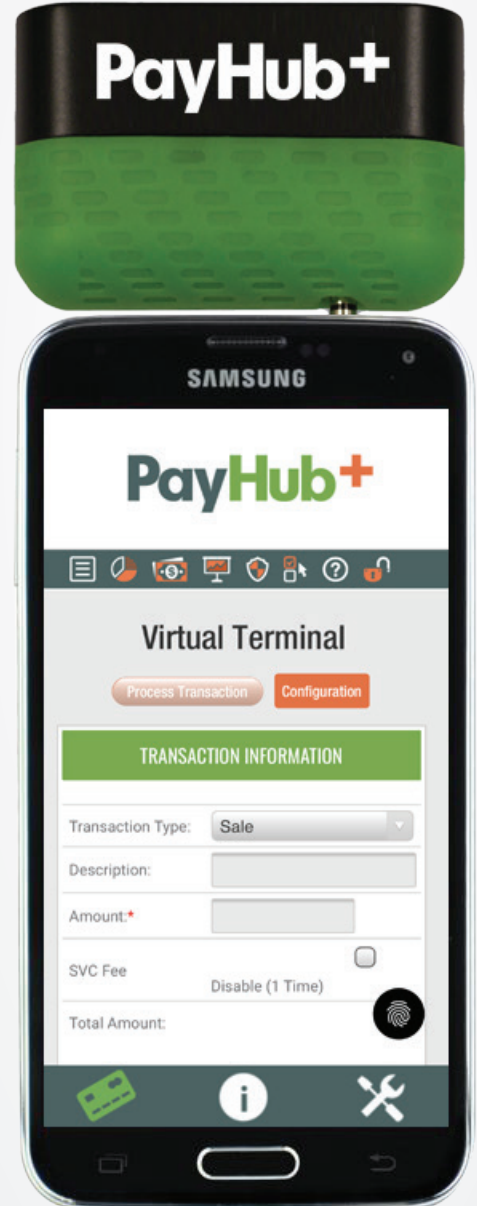 PayHub+
SAMSUNG
PayHub+
Virtual Terminal
Process Transaction Configuration
TRANSACTION INFORMATION
Transaction Type: Sale
Description:
Amount:*
SVC Fee
Disable (1 Time)
Total Amount: